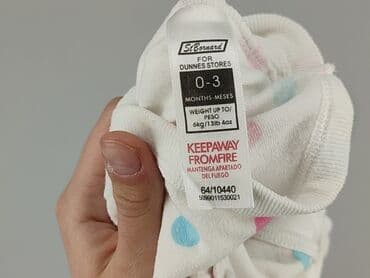 St. Bernard
FOR
DUNNES STORES
0-3
MONTHS-MESES
WEIGHT UP TO/
PESO
6kg/13lb 4oz
KEEPAWAY
FROMFIRE
MANTENGA APARTADO
DEL FUEGO
64/10440
5099011530021